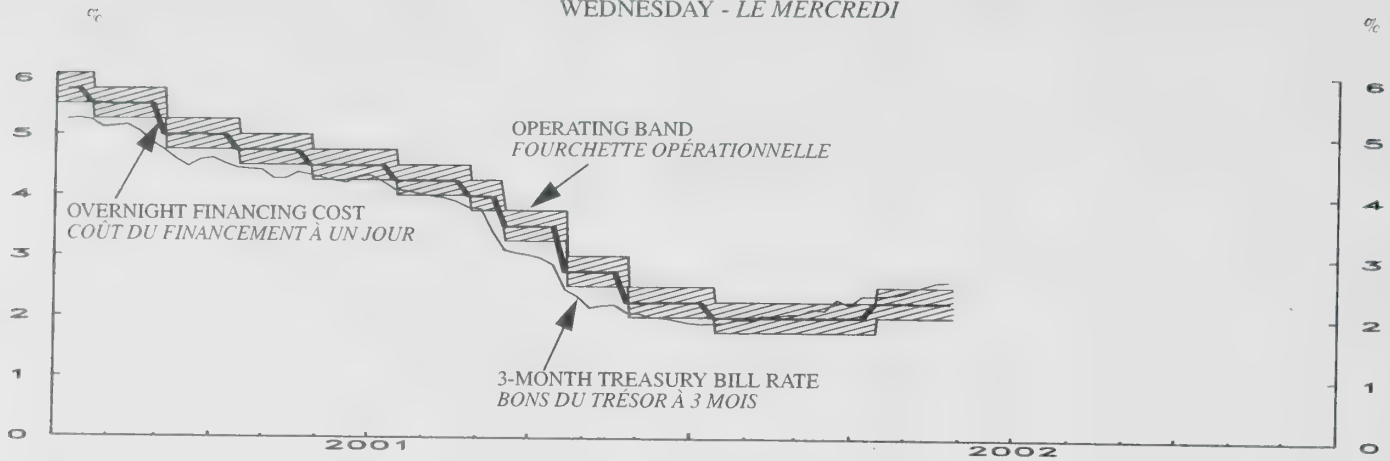 WEDNESDAY - LE MERCREDI
%
%
6
5
4
3
2
1
0
6
5
4
3
2
1
0
OPERATING BAND
FOURCHETTE OPÉRATIONNELLE
OVERNIGHT FINANCING COST
COÛT DU FINANCEMENT À UN JOUR
3-MONTH TREASURY BILL RATE
BONS DU TRÉSOR À 3 MOIS
2001
2002